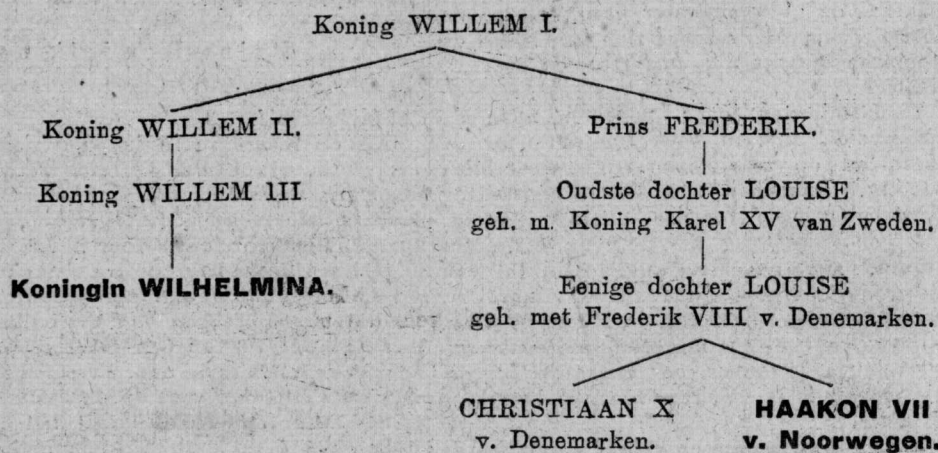 Koning WILLEM I.
Koning WILLEM II.
Prins FREDERIK.
Koning WILLEM III
Oudste dochter LOUISE
geh. m. Koning Karel XV van Zweden.
KoningIn WILHELMINA.
Eenige dochter LOUISE
geh. met Frederik VIII v. Denemarken.
CHRISTIAAN X
v. Denemarken.
HAAKON VII
v. Noorwegen.